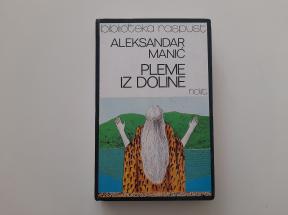 biblioteka raspust
ALEKSANDAR
MANIĆ
PLEME
IZ DOLINE
nolit